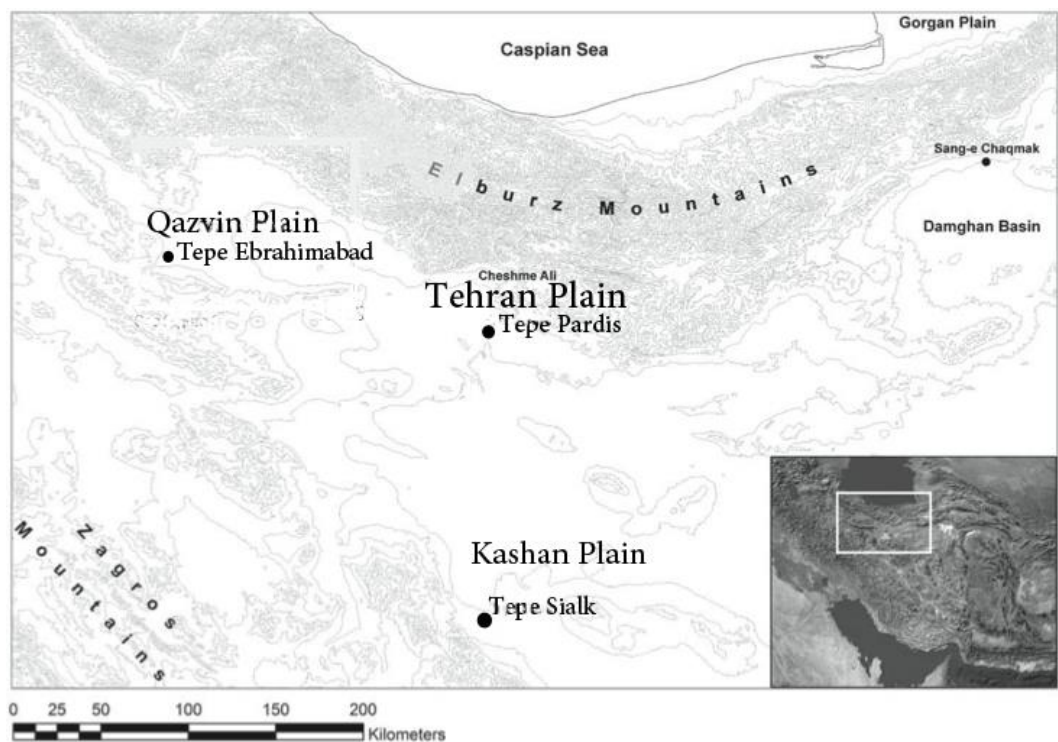 Gorgan Plain
Caspian Sea
Sang-e Chaqmak
Elburz Mountains
Qazvin Plain
Tepe Ebrahimabad
Damghan Basin
Cheshme Ali
Tehran Plain
Tepe Pardis
Zagros
Mountains
Kashan Plain
Tepe Sialk
0 25 50 100 150 200
Kilometers